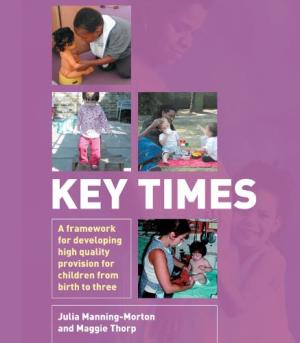 KEY TIMES
A framework
for developing
high quality
provision for
children from
birth to three
Julia Manning-Morton
and Maggie Thorp